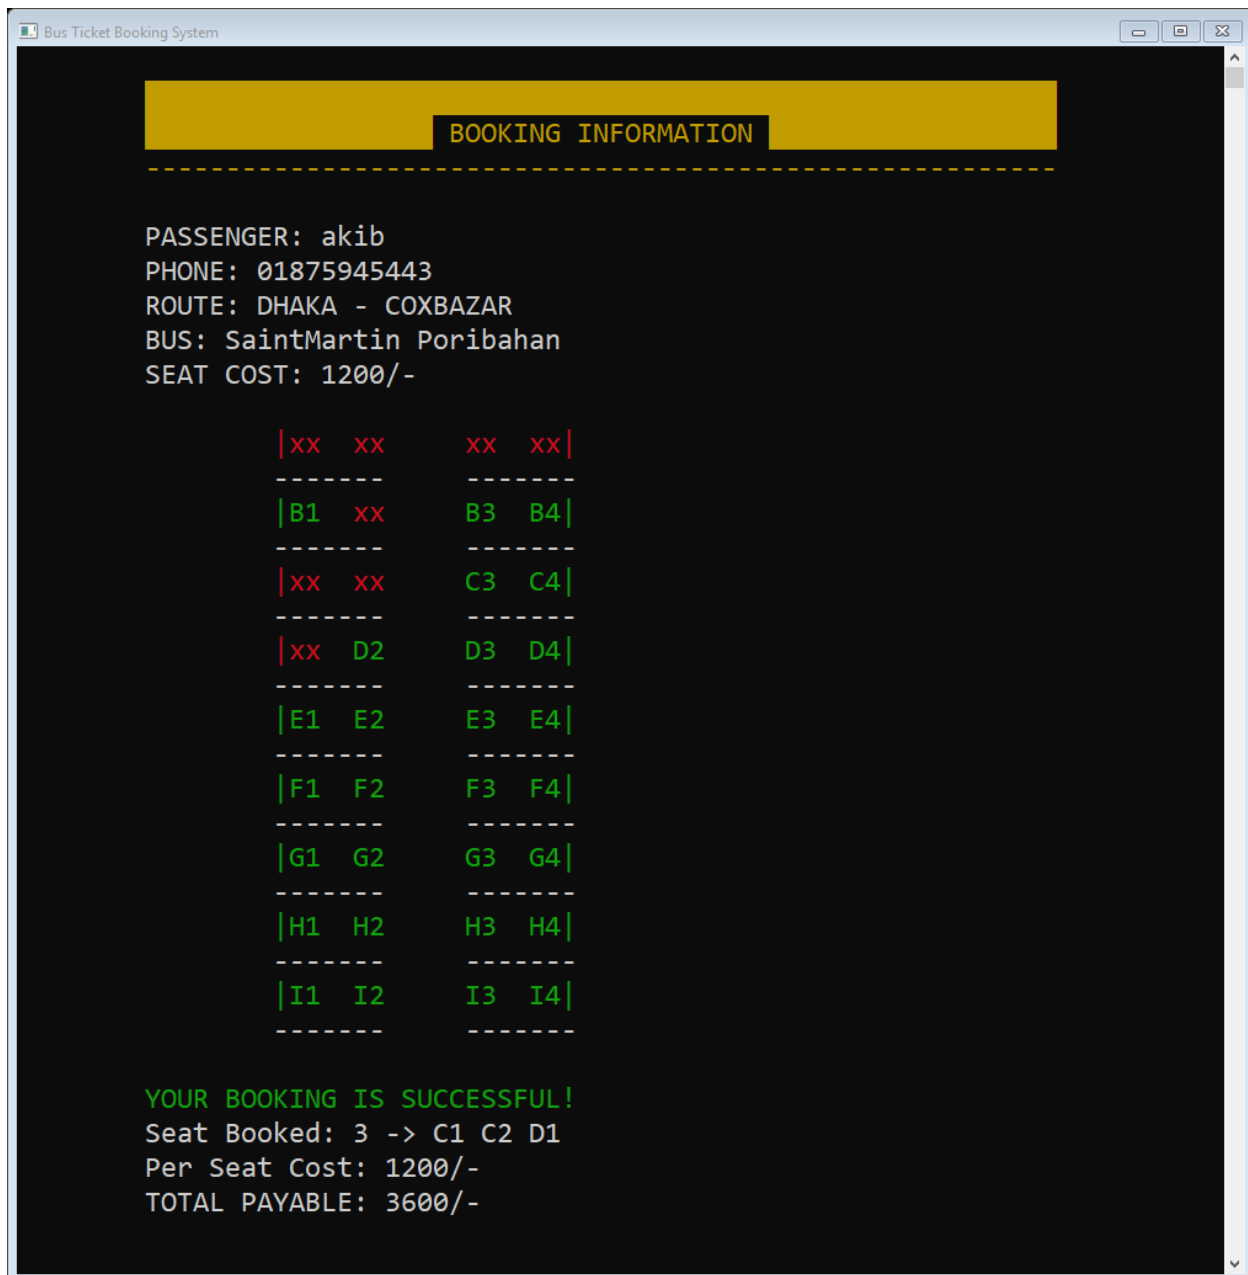 Bus Ticket Booking System
BOOKING INFORMATION
---------------------------------------------------------
PASSENGER: akib
PHONE: 01875945443
ROUTE: DHAKA - COXBAZAR
BUS: SaintMartin Poribahan
SEAT COST: 1200/-
|xx  xx     xx  xx|
-------     -------
|B1  xx     B3  B4|
-------     -------
|xx  xx     C3  C4|
-------     -------
|xx  D2     D3  D4|
-------     -------
|E1  E2     E3  E4|
-------     -------
|F1  F2     F3  F4|
-------     -------
|G1  G2     G3  G4|
-------     -------
|H1  H2     H3  H4|
-------     -------
|I1  I2     I3  I4|
-------     -------
YOUR BOOKING IS SUCCESSFUL!
Seat Booked: 3 -> C1 C2 D1
Per Seat Cost: 1200/-
TOTAL PAYABLE: 3600/-